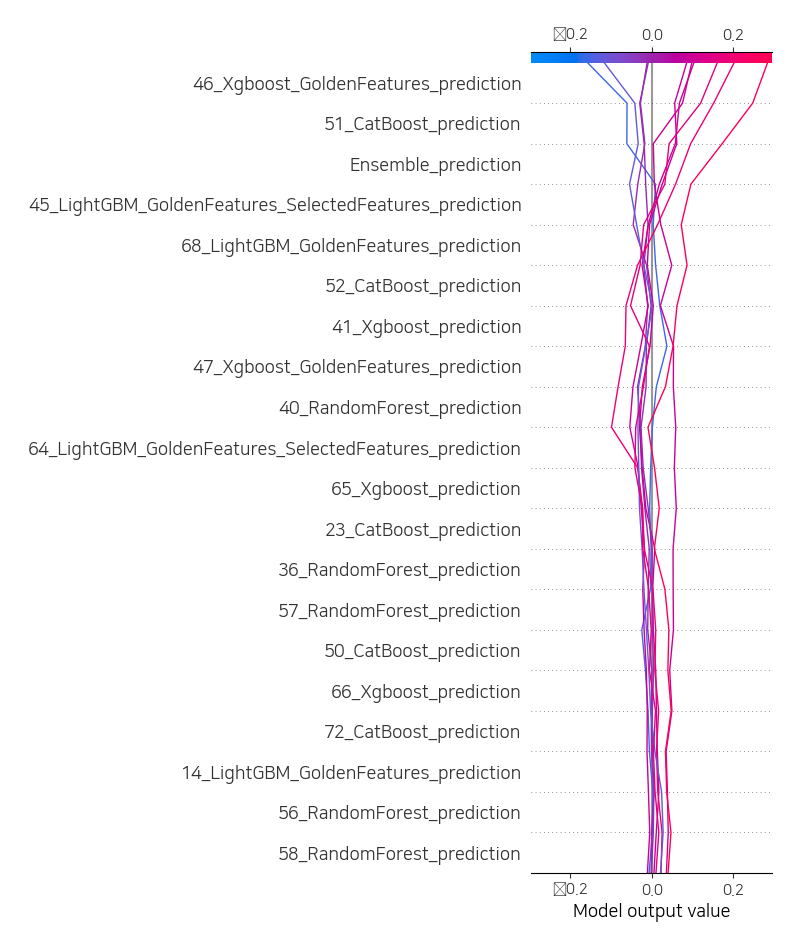 ▯0.2 0.0 0.2
46_Xgboost_GoldenFeatures_prediction
51_CatBoost_prediction
Ensemble_prediction
45_LightGBM_GoldenFeatures_SelectedFeatures_prediction
68_LightGBM_GoldenFeatures_prediction
52_CatBoost_prediction
41_Xgboost_prediction
47_Xgboost_GoldenFeatures_prediction
40_RandomForest_prediction
64_LightGBM_GoldenFeatures_SelectedFeatures_prediction
65_Xgboost_prediction
23_CatBoost_prediction
36_RandomForest_prediction
57_RandomForest_prediction
50_CatBoost_prediction
66_Xgboost_prediction
72_CatBoost_prediction
14_LightGBM_GoldenFeatures_prediction
56_RandomForest_prediction
58_RandomForest_prediction
▯0.2 0.0 0.2
Model output value